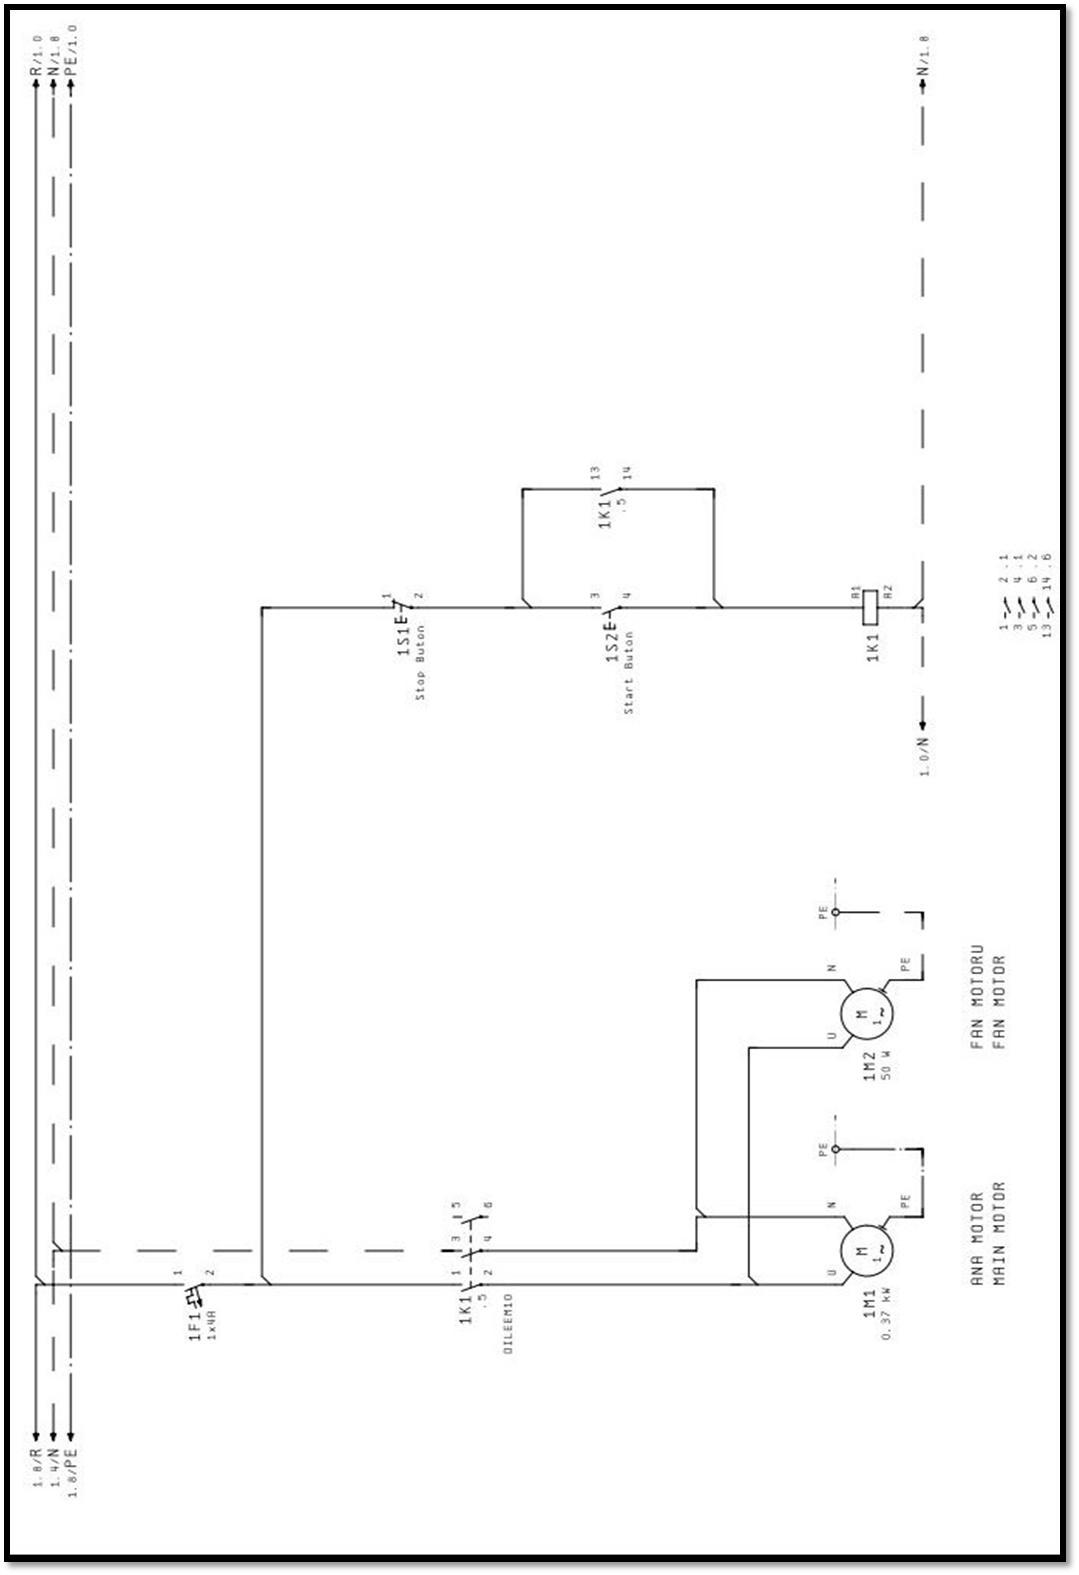 1.8/R
1.4/N
1.8/PE
R/1.0
N/1.8
PE/1.0
1F1
1x4A
1
2
1K1
.5
DILEEM10
1
2
3
4
5
6
1M1
0.37 kW
U
N
PE
M
1~
PE
ANA MOTOR
MAIN MOTOR
1M2
50 W
U
N
PE
M
1~
PE
FAN MOTORU
FAN MOTOR
1S1
Stop Buton
1
2
1S2
Start Buton
3
4
1K1
.5
13
14
1K1
A1
A2
1.0/N
N/1.8
1 2 .1
3 4 .1
5 6 .2
13 14 .6